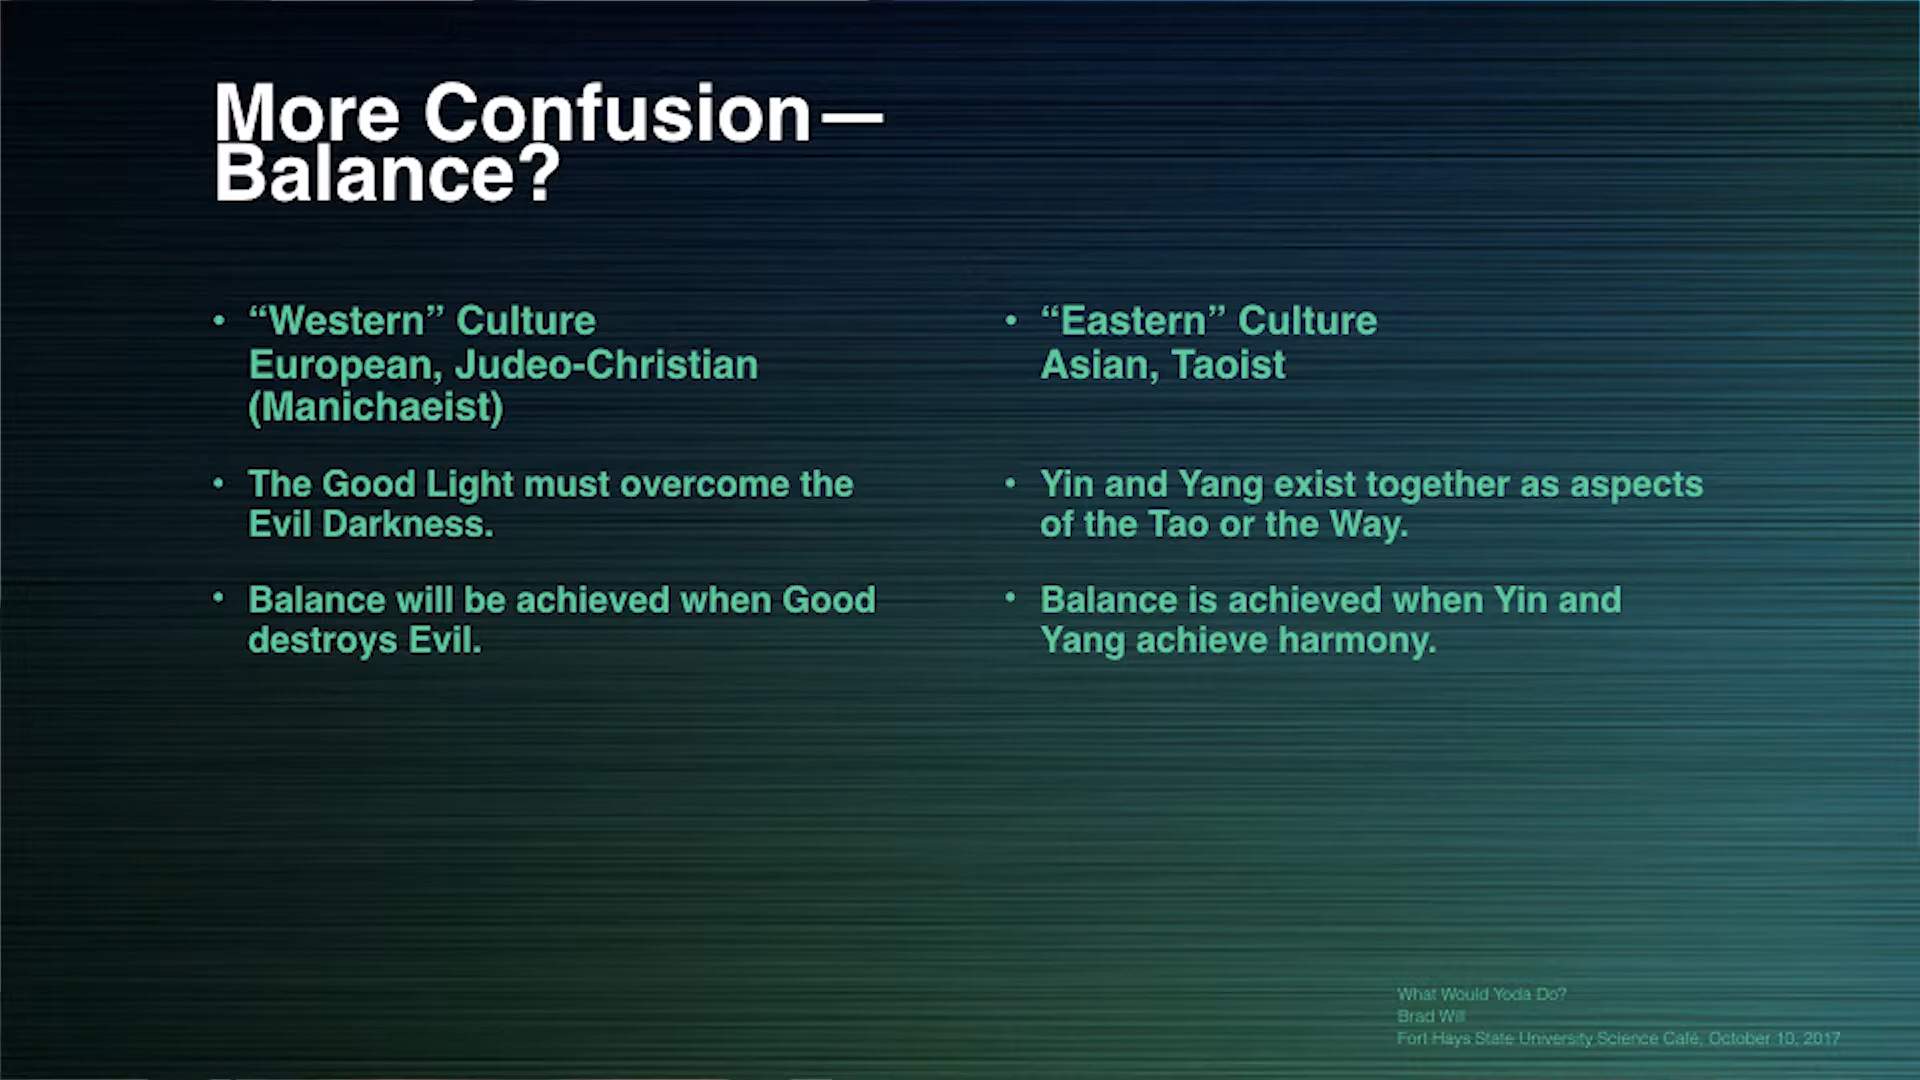 More Confusion—
Balance?
• “Western” Culture
European, Judeo-Christian
(Manichaeist)
• The Good Light must overcome the
Evil Darkness.
• Balance will be achieved when Good
destroys Evil.
• “Eastern” Culture
Asian, Taoist
• Yin and Yang exist together as aspects
of the Tao or the Way.
• Balance is achieved when Yin and
Yang achieve harmony.
What Would Yoda Do?
Brad Will
Fort Hays State University Science Café, October 10, 2017